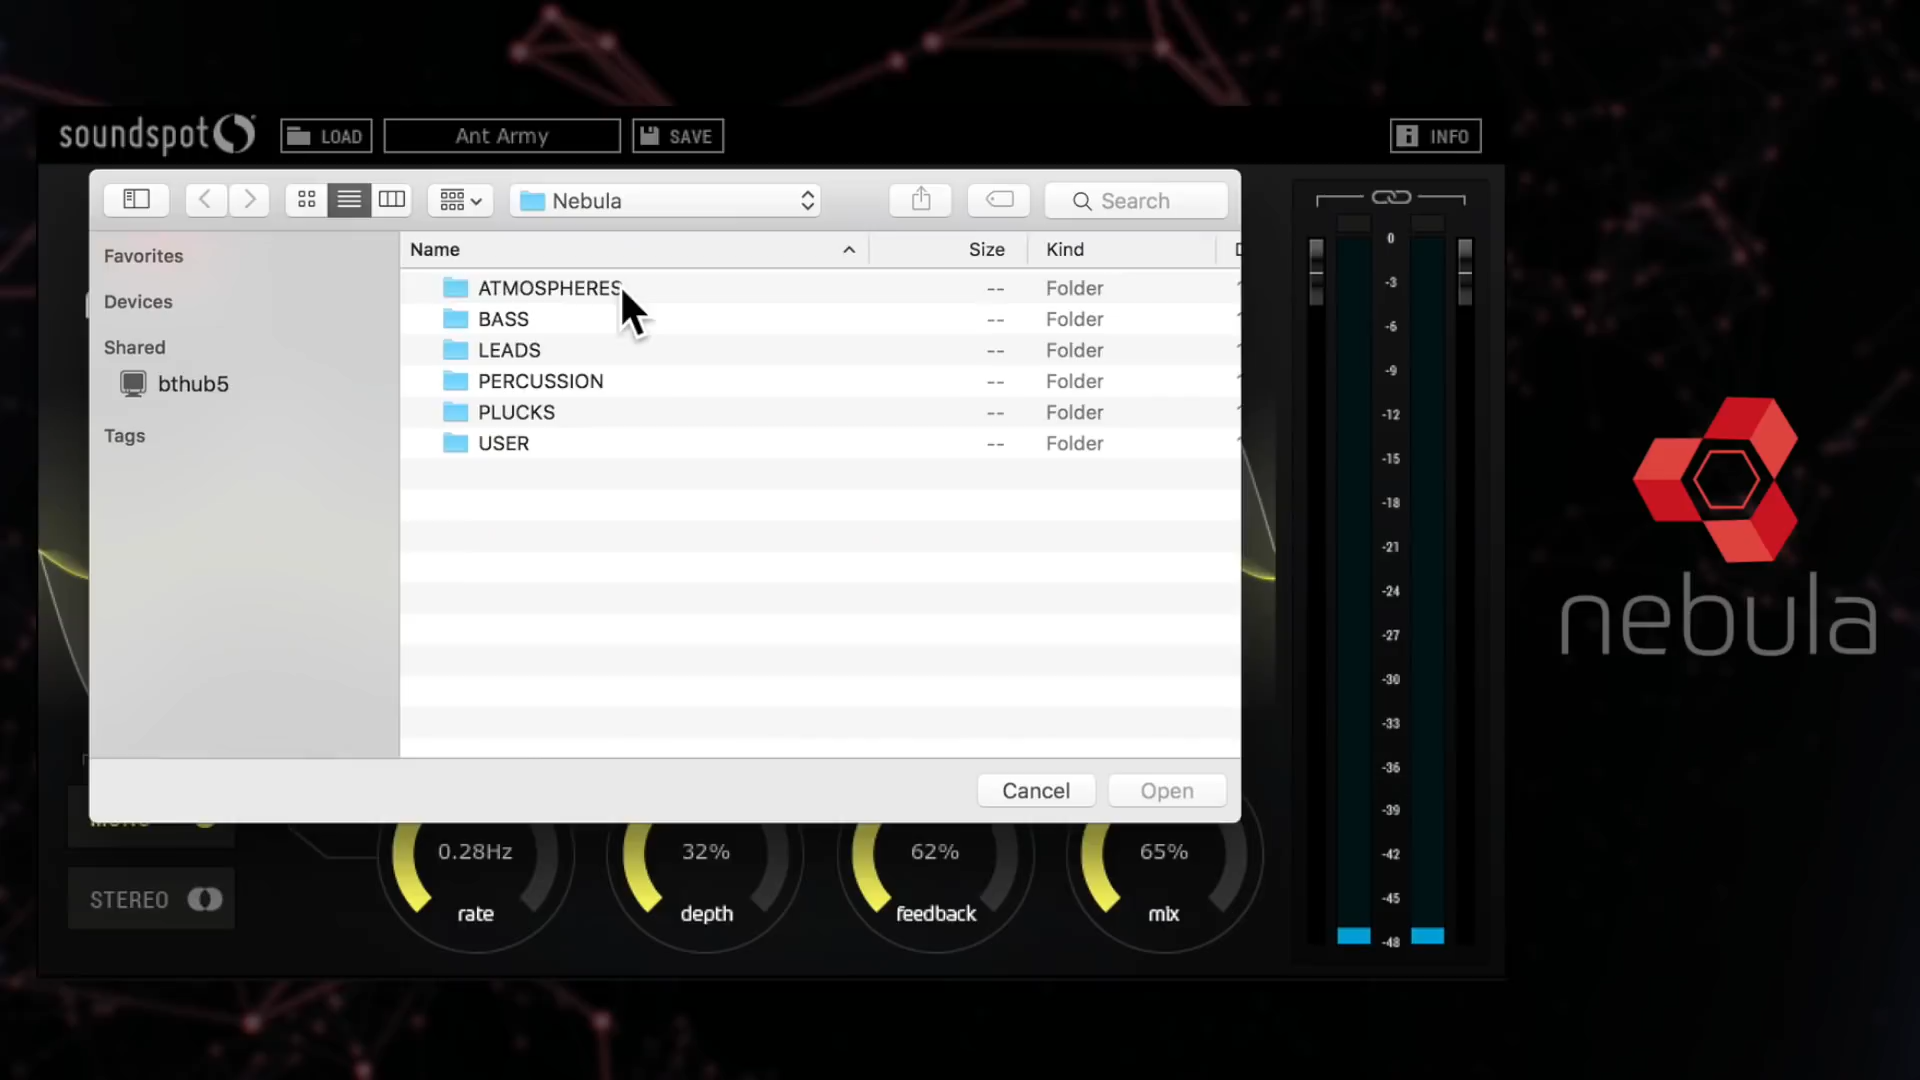 soundspot LOAD Ant Army SAVE INFO
Nebula Search
Favorites
Devices
Shared
bthub5
Tags
Name Size Kind
ATMOSPHERES -- Folder
BASS -- Folder
LEADS -- Folder
PERCUSSION -- Folder
PLUCKS -- Folder
USER -- Folder
Cancel Open
STEREO
0.28Hz 32% 62% 65%
rate depth feedback mix
0
-3
-6
-9
-12
-15
-18
-21
-24
-27
-30
-33
-36
-39
-42
-45
-48
nebula